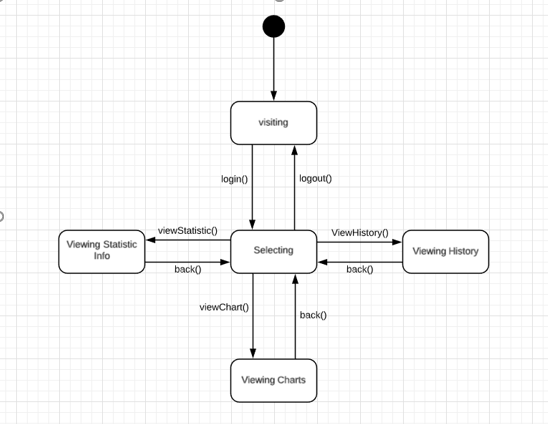 visiting
login()
logout()
viewStatistic()
ViewHistory()
Viewing Statistic
Info
Selecting
Viewing History
back()
back()
viewChart()
back()
Viewing Charts